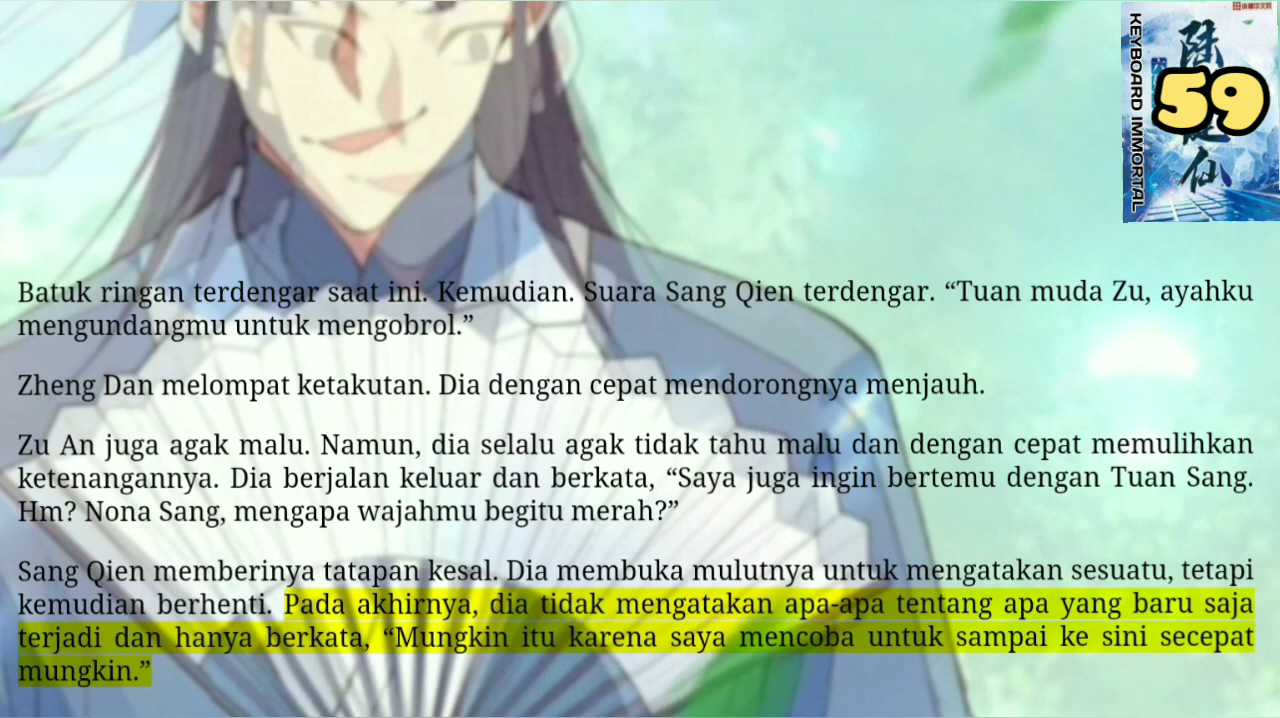 KEYBOARD IMMORTAL
59
仙
Batuk ringan terdengar saat ini. Kemudian. Suara Sang Qien terdengar. “Tuan muda Zu, ayahku
mengundangmu untuk mengobrol.”
Zheng Dan melompat ketakutan. Dia dengan cepat mendorongnya menjauh.
Zu An juga agak malu. Namun, dia selalu agak tidak tahu malu dan dengan cepat memulihkan
ketenangannya. Dia berjalan keluar dan berkata, “Saya juga ingin bertemu dengan Tuan Sang.
Hm? Nona Sang, mengapa wajahmu begitu merah?”
Sang Qien memberinya tatapan kesal. Dia membuka mulutnya untuk mengatakan sesuatu, tetapi
kemudian berhenti. Pada akhirnya, dia tidak mengatakan apa-apa tentang apa yang baru saja
terjadi dan hanya berkata, “Mungkin itu karena saya mencoba untuk sampai ke sini secepat
mungkin.”